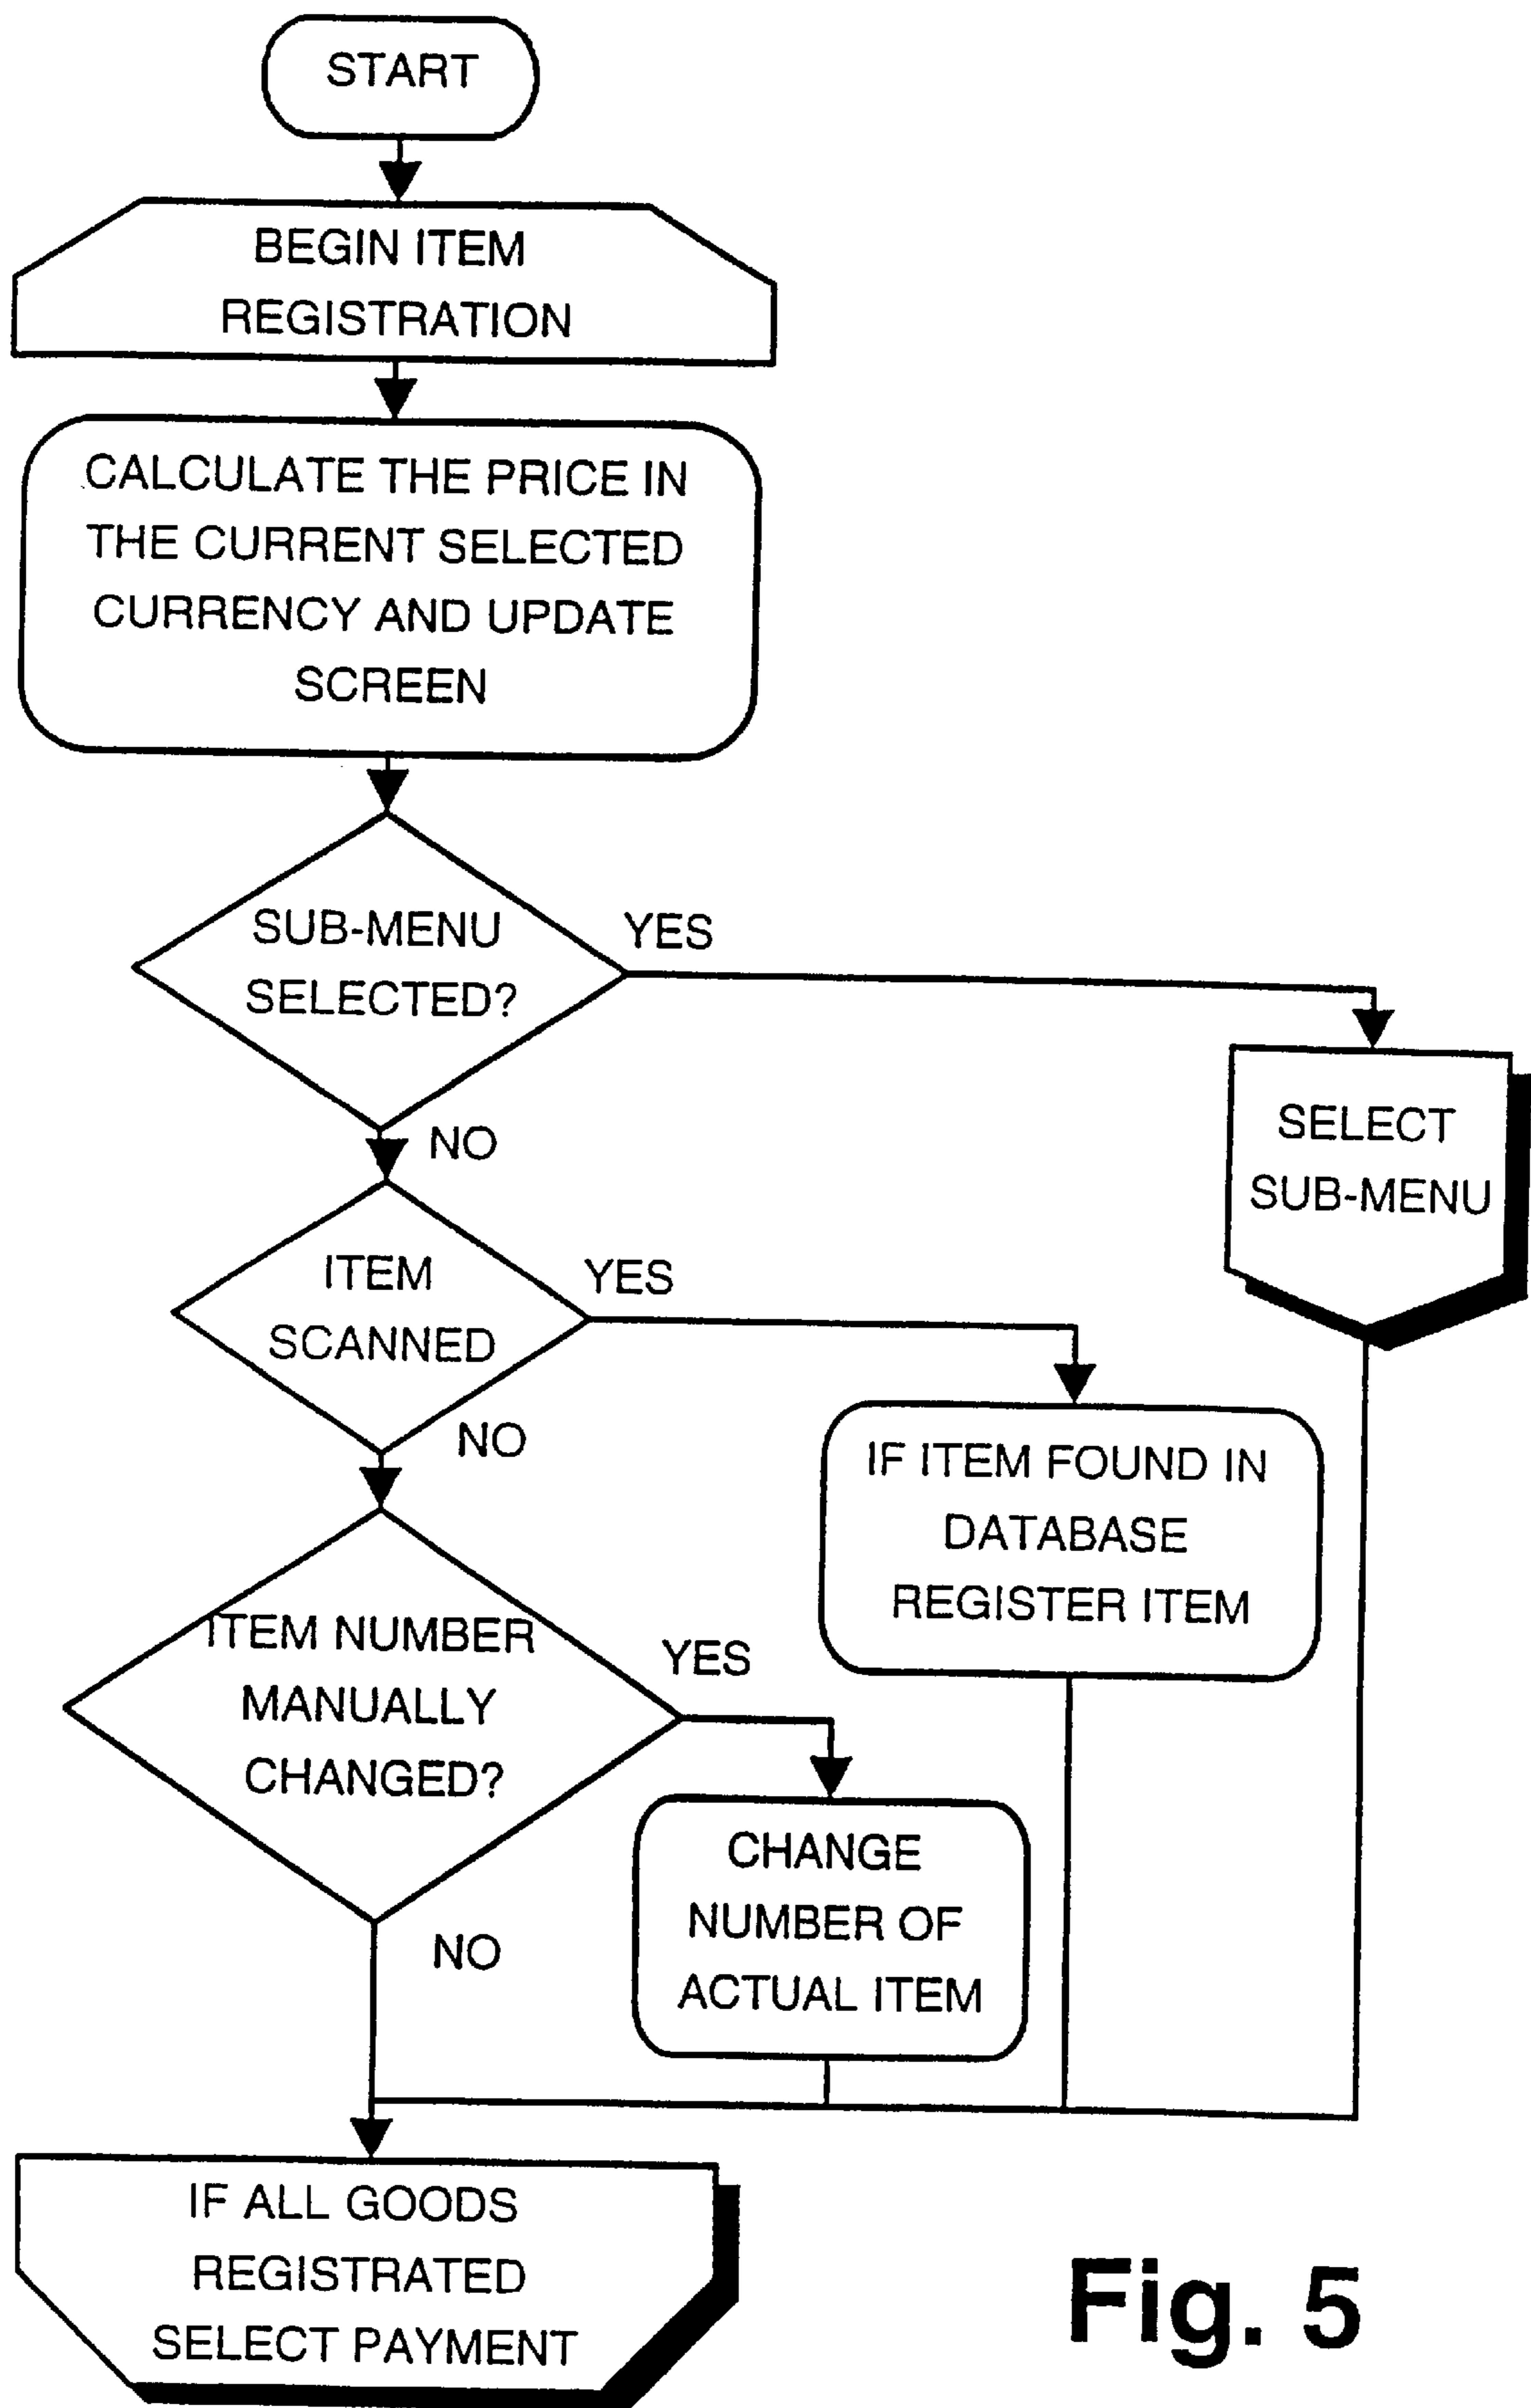 START
BEGIN ITEM
REGISTRATION
CALCULATE THE PRICE IN
THE CURRENT SELECTED
CURRENCY AND UPDATE
SCREEN
SUB-MENU
SELECTED?
YES
NO
SELECT
SUB-MENU
ITEM
SCANNED
YES
NO
IF ITEM FOUND IN
DATABASE
REGISTER ITEM
ITEM NUMBER
MANUALLY
CHANGED?
YES
NO
CHANGE
NUMBER OF
ACTUAL ITEM
IF ALL GOODS
REGISTRATED
SELECT PAYMENT
Fig. 5